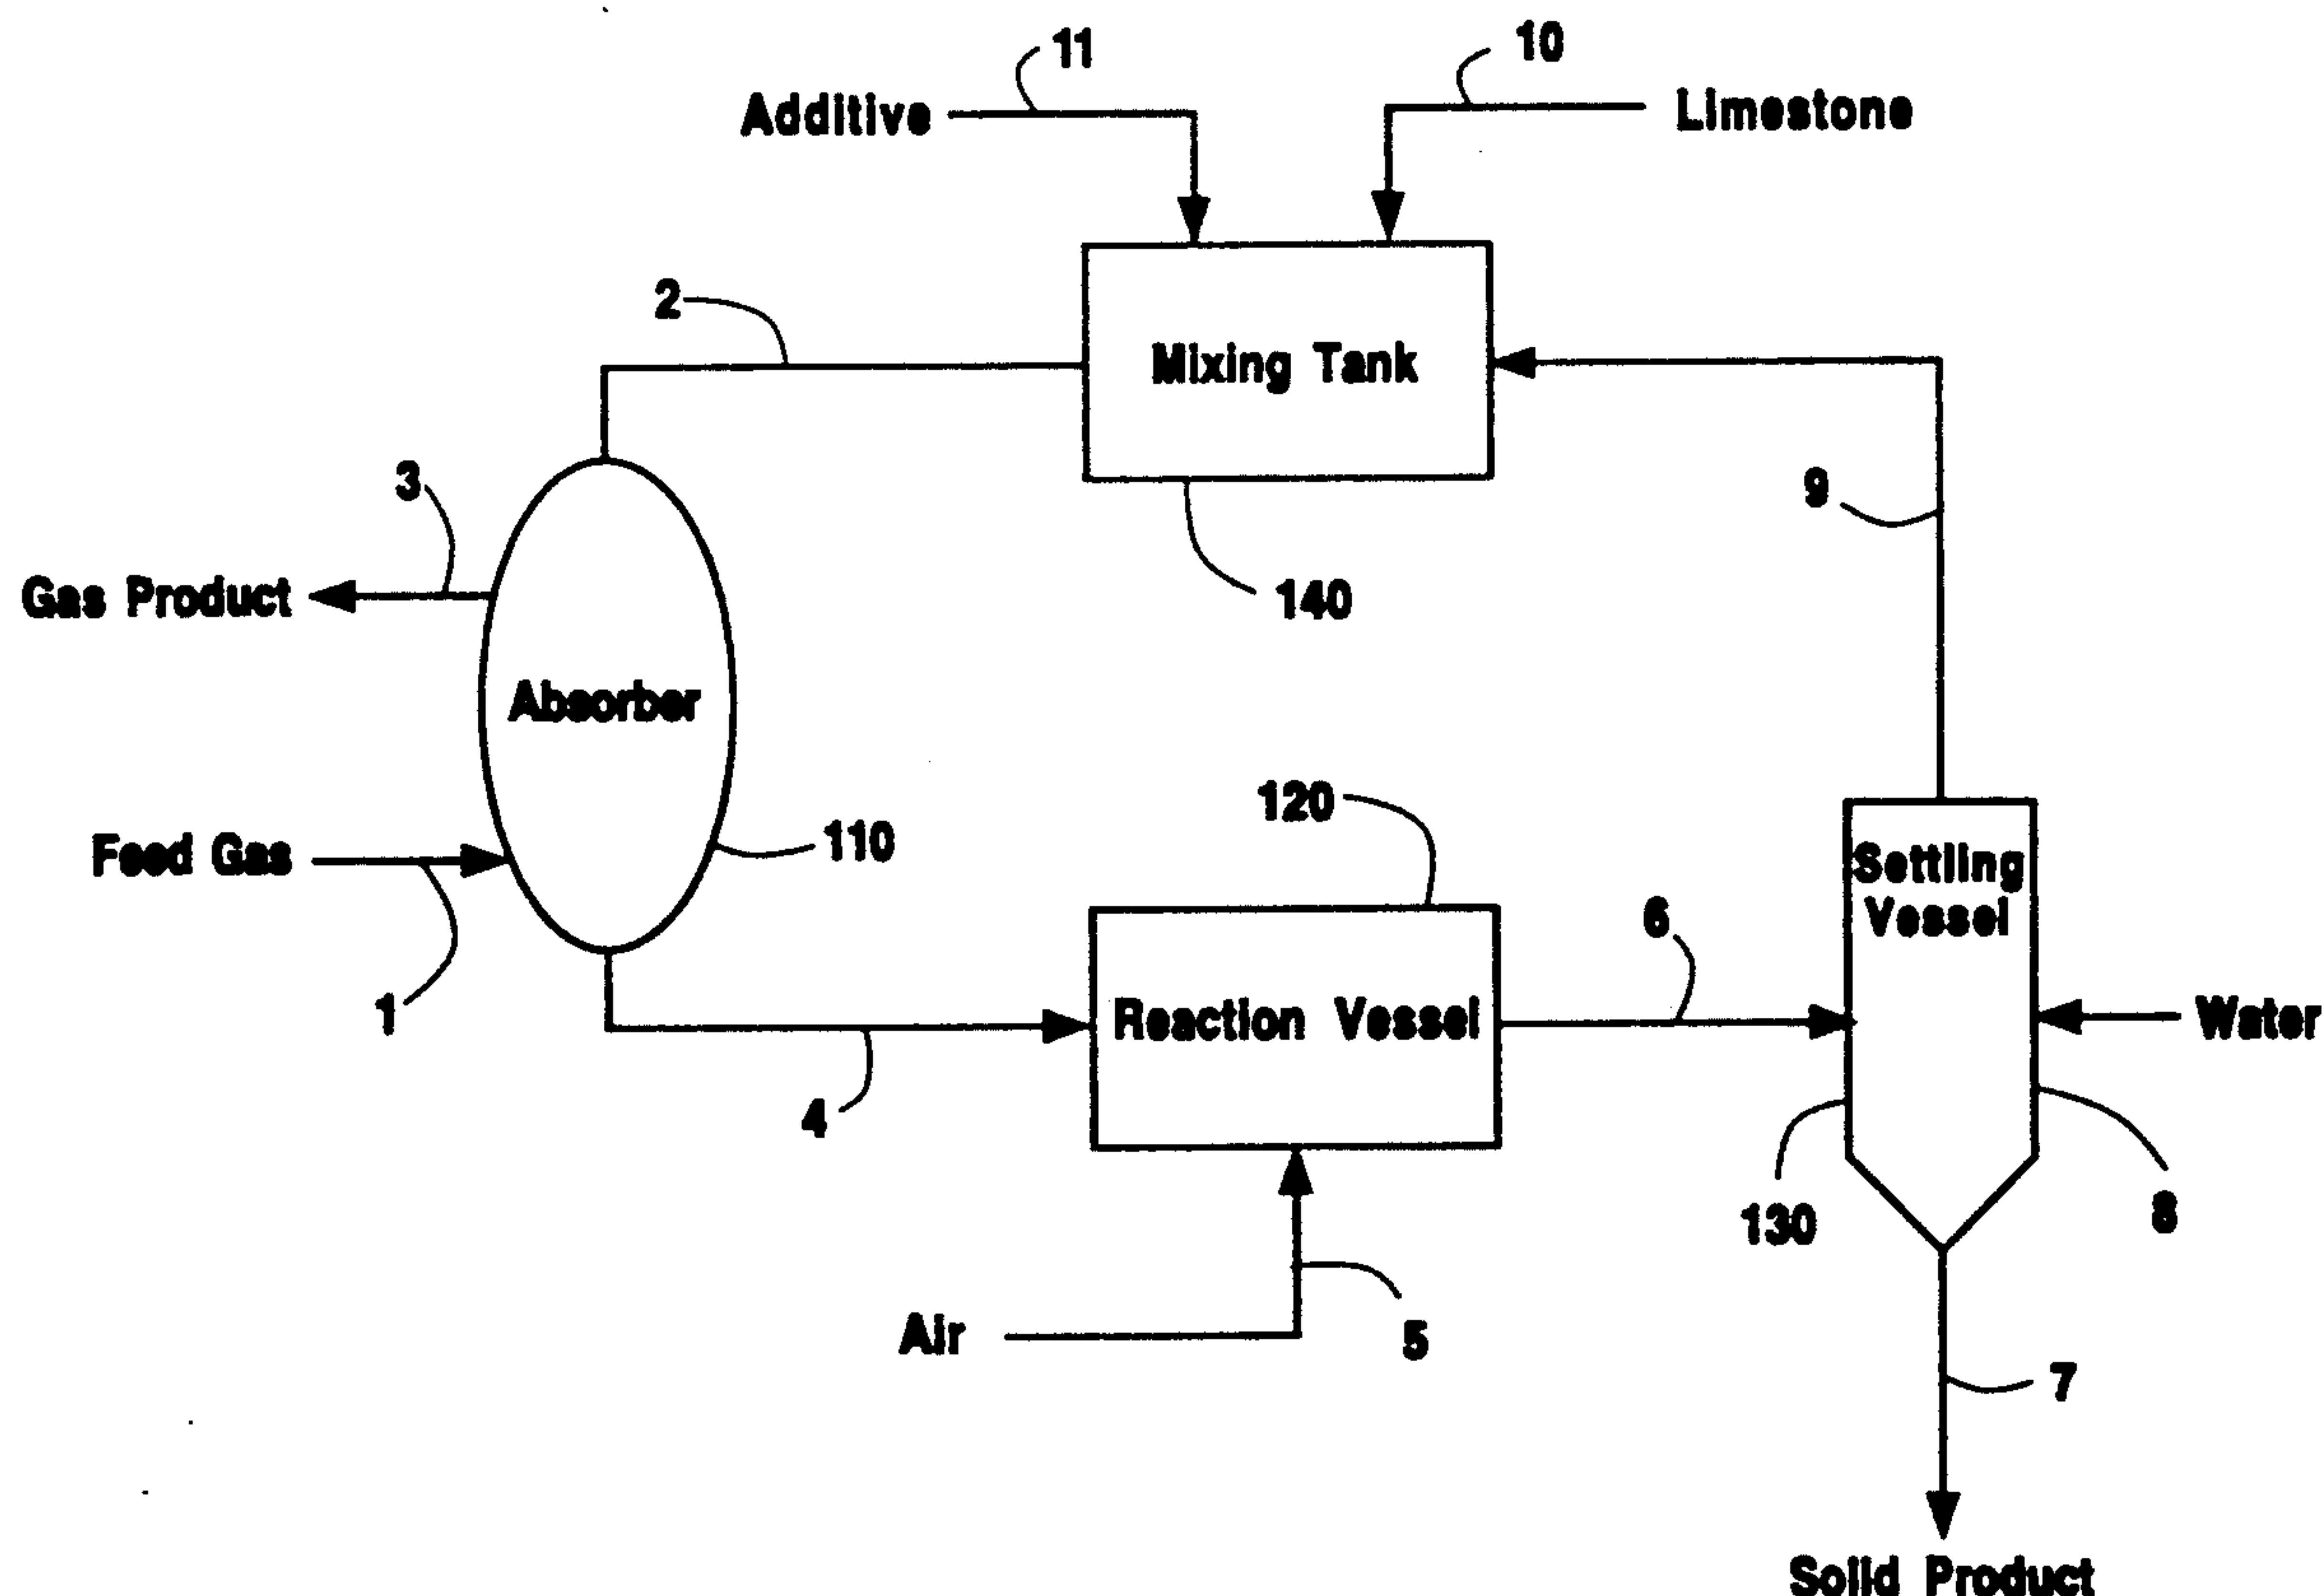 11
10
Additive
Limestone
2
Mixing Tank
3
9
Gas Product
140
Absorber
120
110
Feed Gas
Settling
Vessel
6
1
Reaction Vessel
Water
4
130
8
Air
5
7
Solid Product